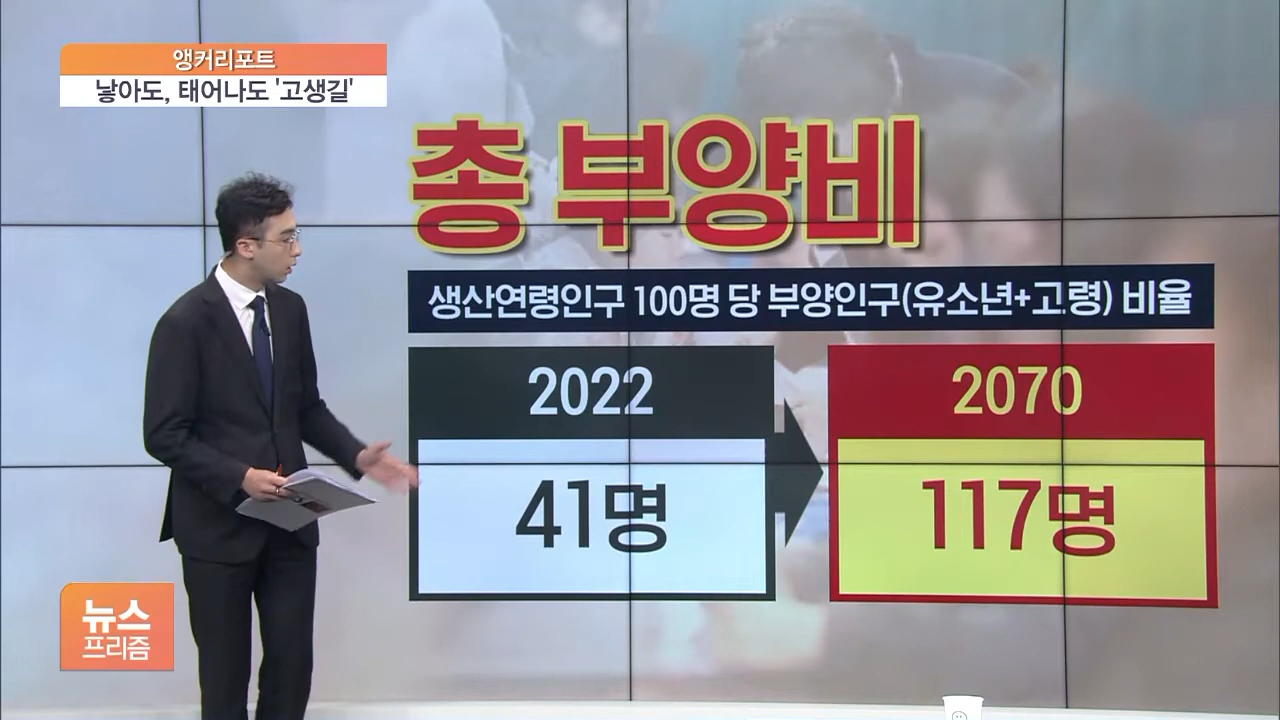 앵커리포트
낳아도, 태어나도 '고생길'
총 부양비
생산연령인구 100명 당 부양인구(유소년+고령) 비율
2022
2070
41명
117명
뉴스
프리즘